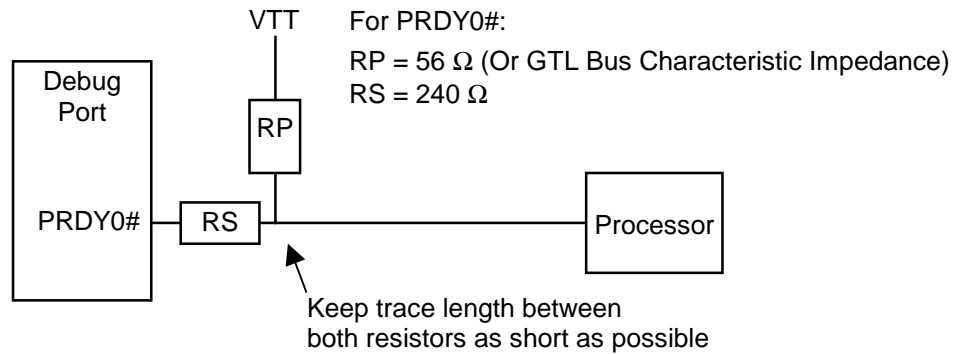 VTT
For PRDY0#:
RP = 56 Ω (Or GTL Bus Characteristic Impedance)
RS = 240 Ω
Debug
Port
RP
PRDY0#
RS
Processor
Keep trace length between
both resistors as short as possible